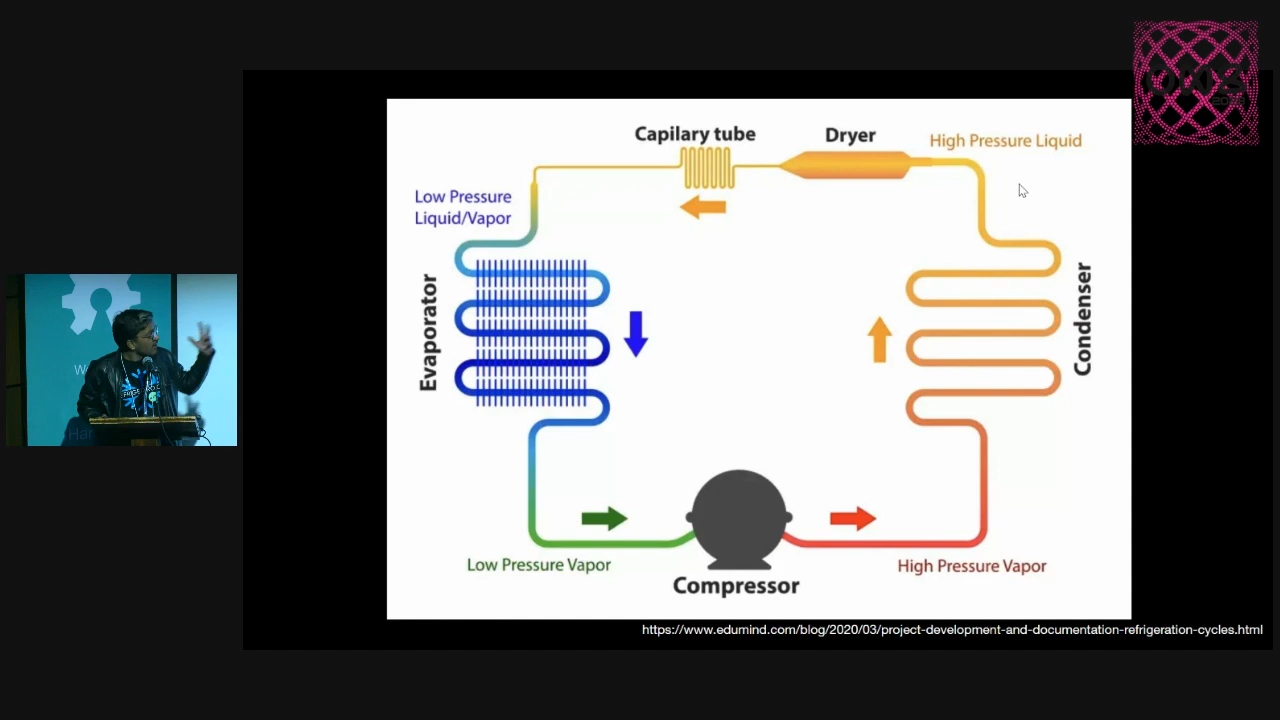 Capilary tube
Dryer
High Pressure Liquid
Low Pressure
Liquid/Vapor
Evaporator
Condenser
Low Pressure Vapor
Compressor
High Pressure Vapor
https://www.edumind.com/blog/2020/03/project-development-and-documentation-refrigeration-cycles.html